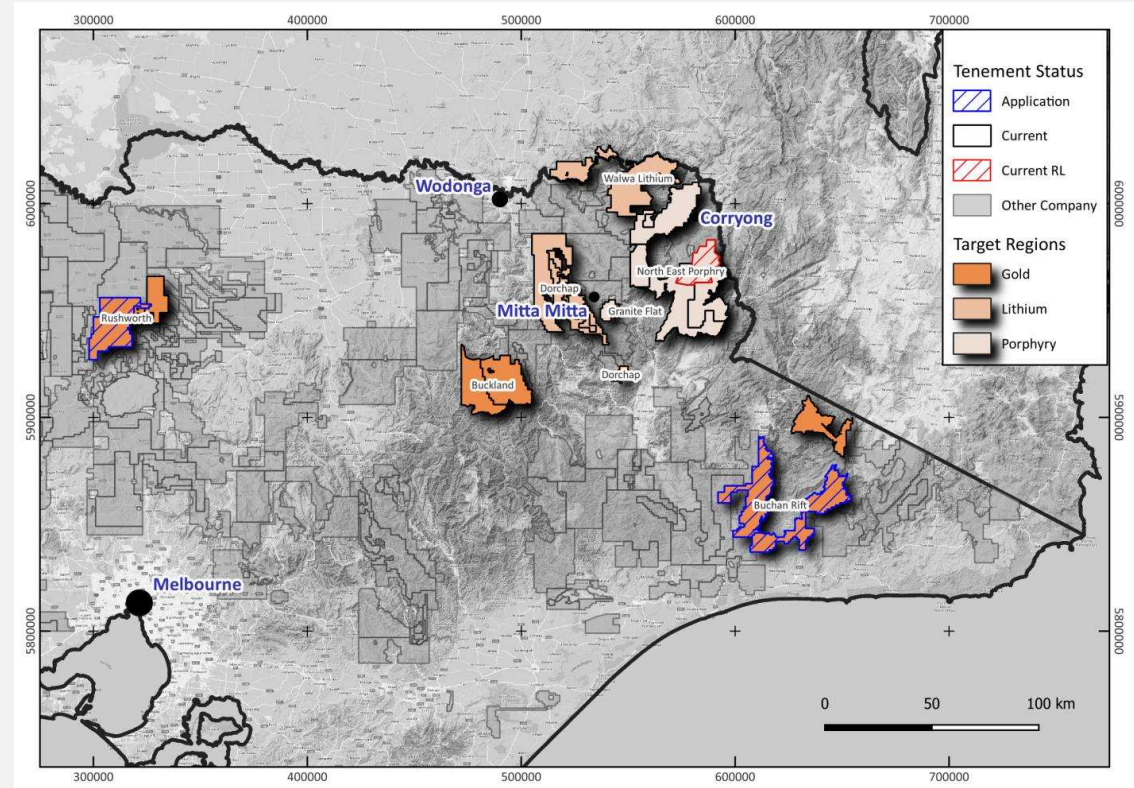 300000 400000 500000 600000 700000
Tenement Status
Application
Current
Current RL
Other Company
Target Regions
Gold
Lithium
Porphyry
6000000
6000000
Wodonga
Walwa Lithium
Corryong
North East Porphry
Dorchap
Mitta Mitta
Granite Flat
Rushworth
Dorchap
Buckland
5900000
5900000
Buchan Rift
Melbourne
5800000
5800000
0 50 100 km
300000 400000 500000 600000 700000